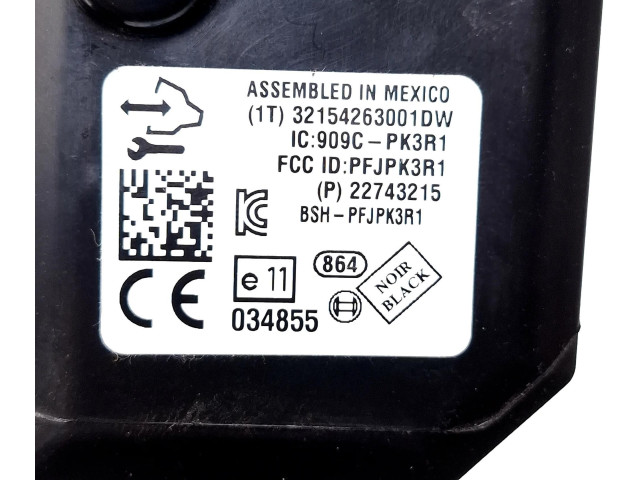 ASSEMBLED IN MEXICO
(1T) 32154263001DW
IC:909C-PK3R1
FCC ID:PFJPK3R1
(P) 22743215
BSH-PFJPK3R1
KC
CE
e 11
034855
864
NOIR
BLACK